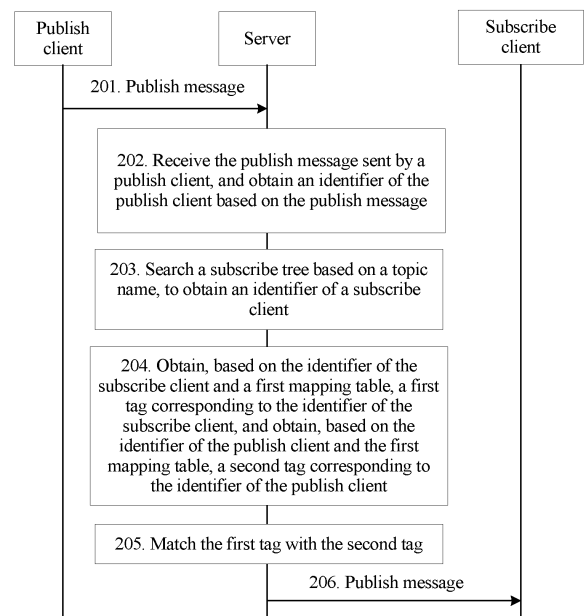 Publish
client
Server
Subscribe
client
201. Publish message
202. Receive the publish message sent by a
publish client, and obtain an identifier of the
publish client based on the publish message
203. Search a subscribe tree based on a topic
name, to obtain an identifier of a subscribe
client
204. Obtain, based on the identifier of the
subscribe client and a first mapping table, a first
tag corresponding to the identifier of the
subscribe client, and obtain, based on the
identifier of the publish client and the first
mapping table, a second tag corresponding to
the identifier of the publish client
205. Match the first tag with the second tag
206. Publish message